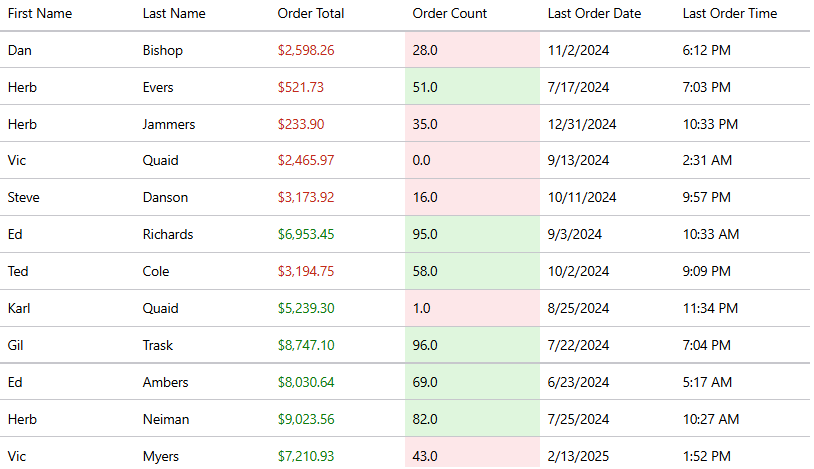 First Name Last Name Order Total Order Count Last Order Date Last Order Time
Dan Bishop $2,598.26 28.0 11/2/2024 6:12 PM
Herb Evers $521.73 51.0 7/17/2024 7:03 PM
Herb Jammers $233.90 35.0 12/31/2024 10:33 PM
Vic Quaid $2,465.97 0.0 9/13/2024 2:31 AM
Steve Danson $3,173.92 16.0 10/11/2024 9:57 PM
Ed Richards $6,953.45 95.0 9/3/2024 10:33 AM
Ted Cole $3,194.75 58.0 10/2/2024 9:09 PM
Karl Quaid $5,239.30 1.0 8/25/2024 11:34 PM
Gil Trask $8,747.10 96.0 7/22/2024 7:04 PM
Ed Ambers $8,030.64 69.0 6/23/2024 5:17 AM
Herb Neiman $9,023.56 82.0 7/25/2024 10:27 AM
Vic Myers $7,210.93 43.0 2/13/2025 1:52 PM